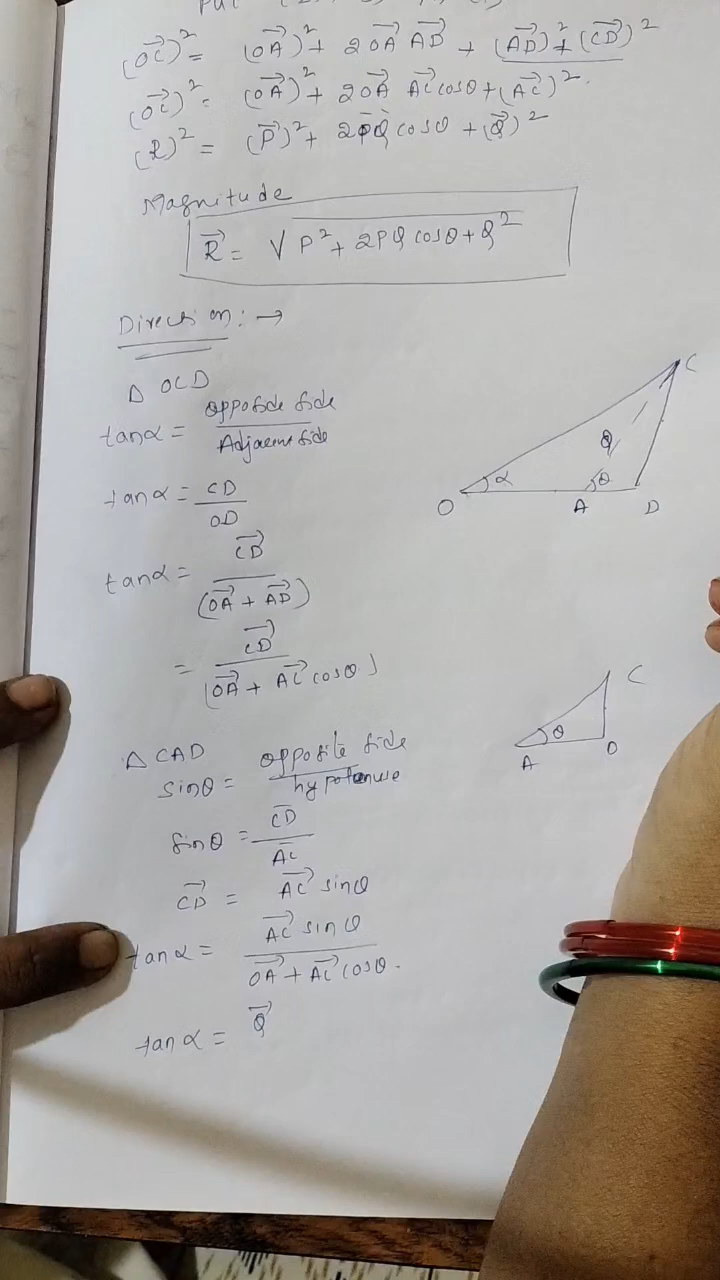 Put
(OC⃗)² = (OA⃗)² + 2OA⃗ AD⃗ + (AD⃗)² + (CD⃗)²
(OC⃗)² = (OA⃗)² + 2OA⃗ AC⃗ cosθ + (AC⃗)².
(R)² = (P⃗)² + 2PQ cosθ + (Q⃗)²
Magnitude
R⃗ = √P² + 2PQ cosθ + Q²
Direction: →
Δ OCD
tanα = opposide side / Adjacent side
tanα = CD / OD
tanα = CD⃗ / (OA⃗ + AD⃗)
= CD⃗ / (OA⃗ + AC⃗ cosθ)
C
Q
α
θ
O
A
D
Δ CAD
sinθ = opposite side / hypotenuse
sinθ = CD / AC
CD⃗ = AC⃗ sinθ
tanα = AC⃗ sinθ / OA⃗ + AC⃗ cosθ.
tanα = Q⃗
C
θ
A
D